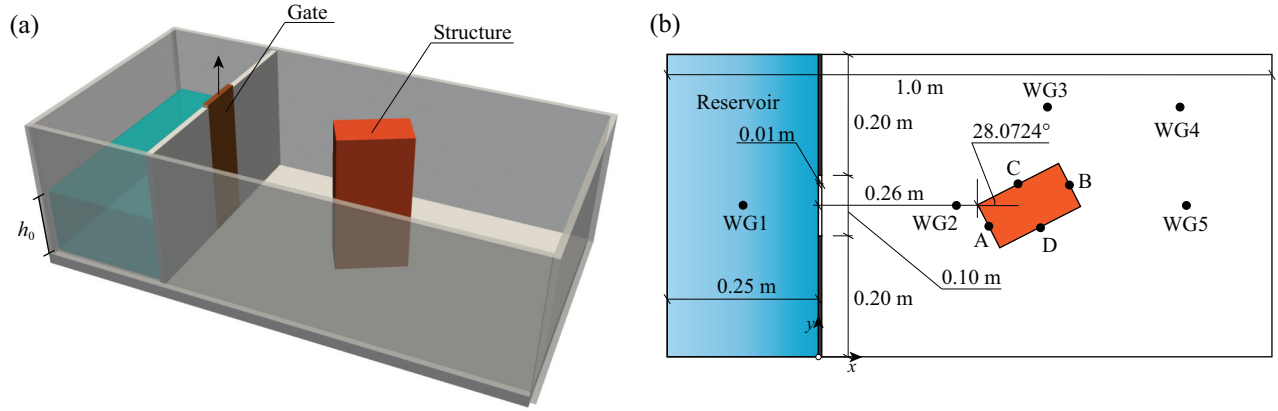 (a)
Gate
Structure
h₀
(b)
Reservoir
1.0 m
WG3
0.20 m
0.01 m
28.0724°
WG4
C
B
0.26 m
WG1
WG2
WG5
A
D
0.10 m
0.25 m
0.20 m
y
x